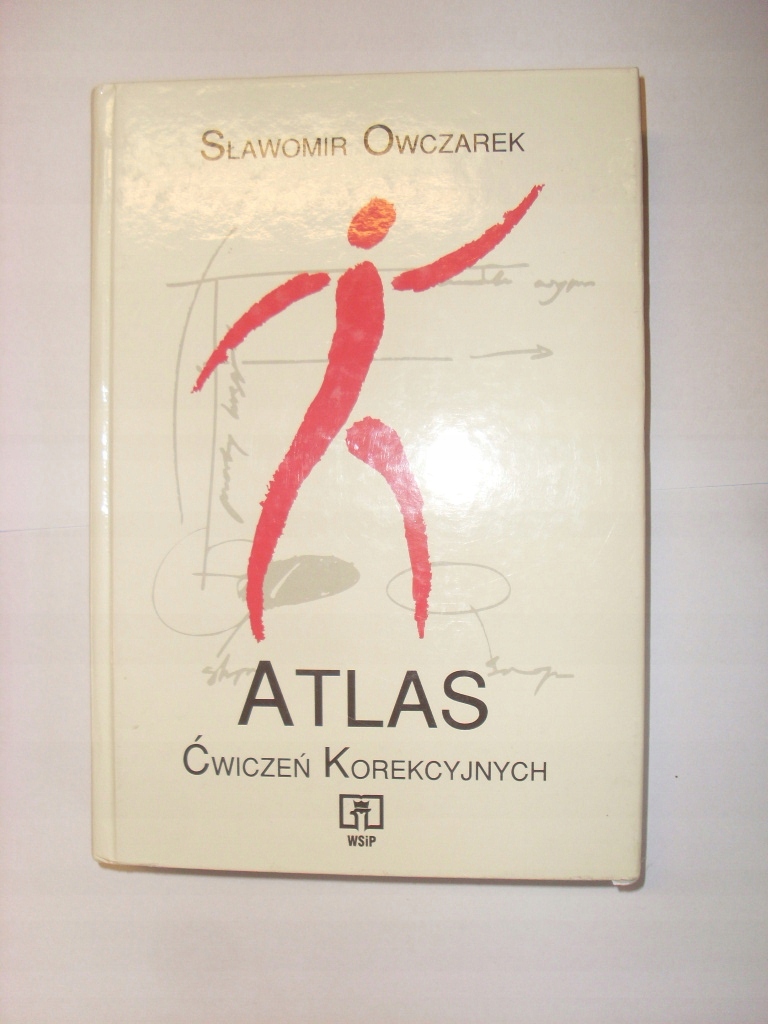 SŁAWOMIR OWCZAREK
ATLAS
ĆWICZEŃ KOREKCYJNYCH
WSiP